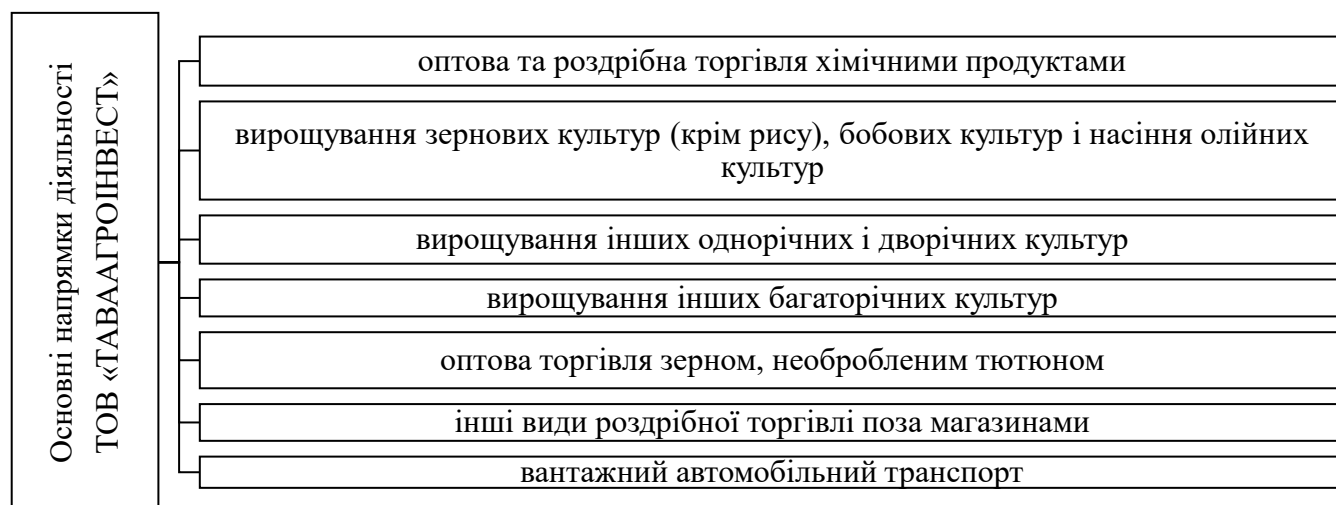 Основні напрямки діяльності
ТОВ «ТАВААГРОІНВЕСТ»
оптова та роздрібна торгівля хімічними продуктами
вирощування зернових культур (крім рису), бобових культур і насіння олійних
культур
вирощування інших однорічних і дворічних культур
вирощування інших багаторічних культур
оптова торгівля зерном, необробленим тютюном
інші види роздрібної торгівлі поза магазинами
вантажний автомобільний транспорт